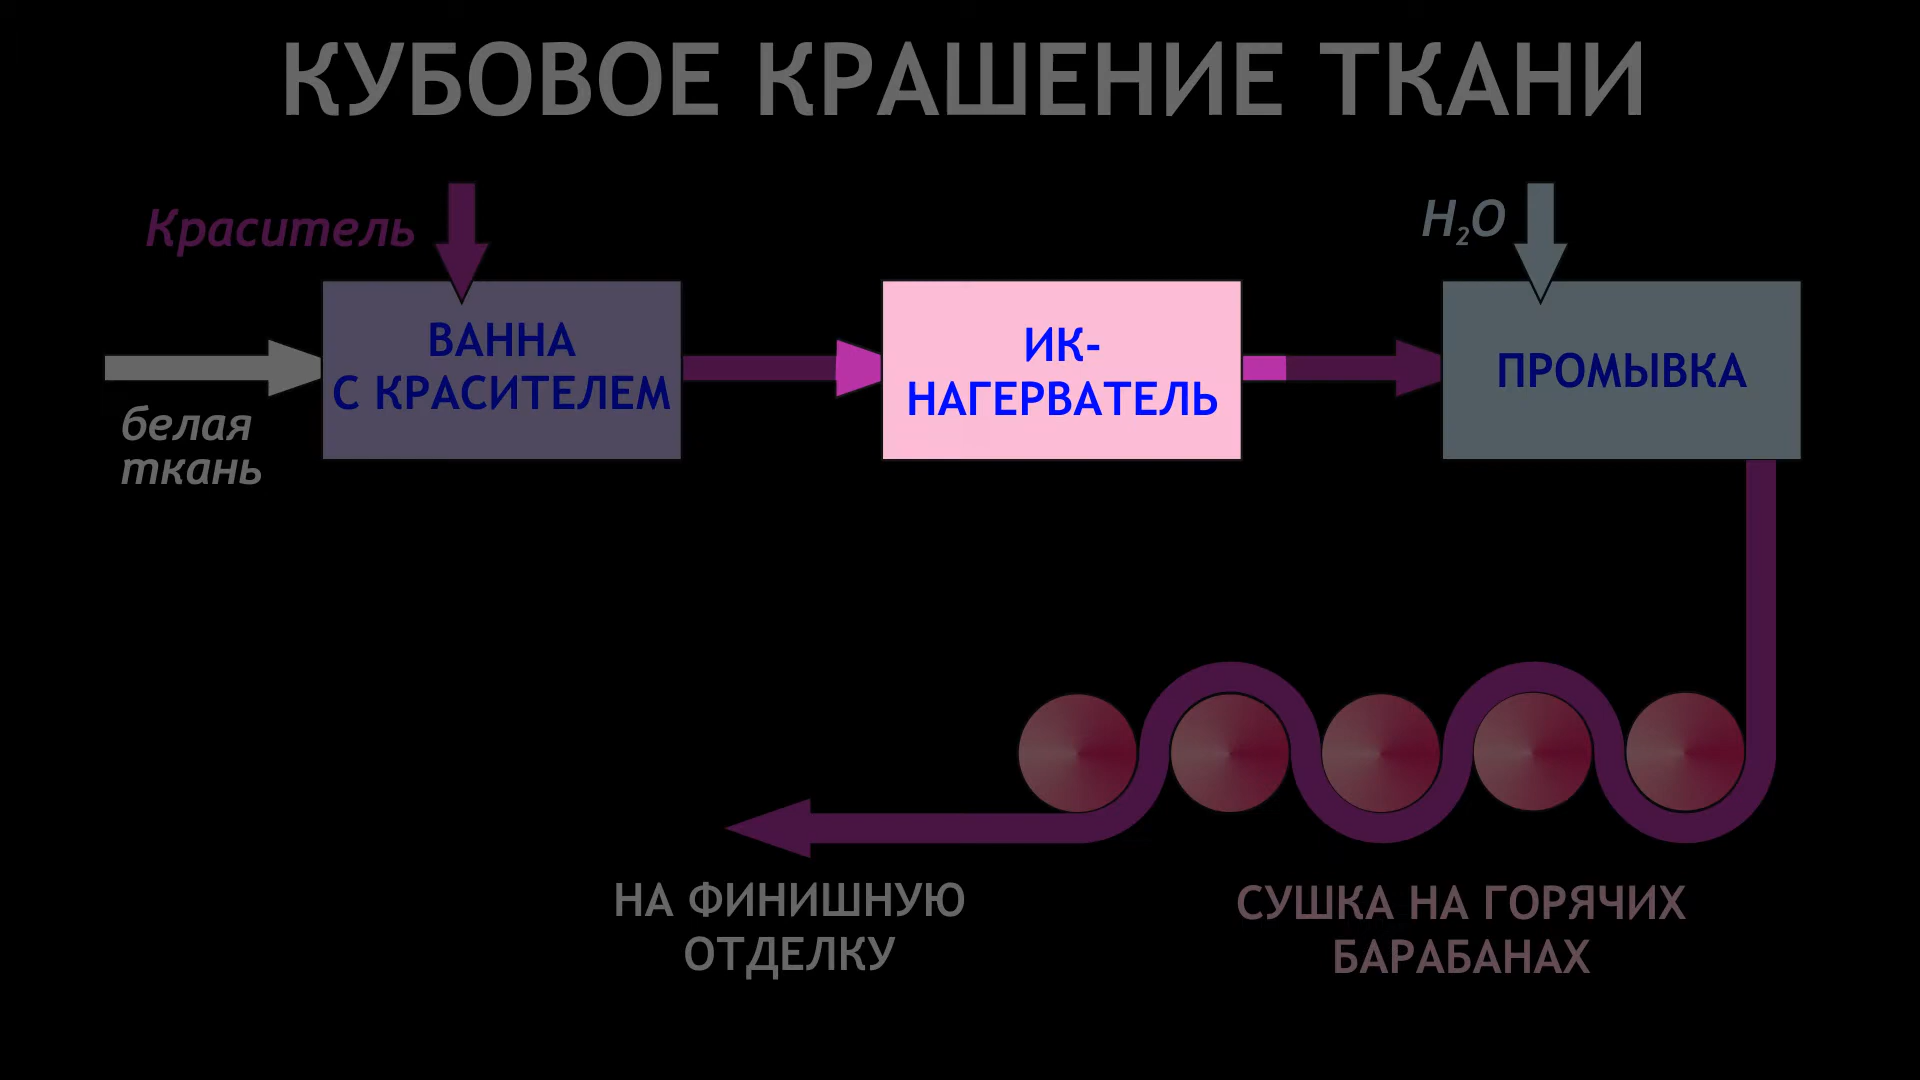 КУБОВОЕ КРАШЕНИЕ ТКАНИ
Краситель
H₂O
ВАННА
С КРАСИТЕЛЕМ
ИК-
НАГЕРВАТЕЛЬ
ПРОМЫВКА
белая
ткань
НА ФИНИШНУЮ
ОТДЕЛКУ
СУШКА НА ГОРЯЧИХ
БАРАБАНАХ